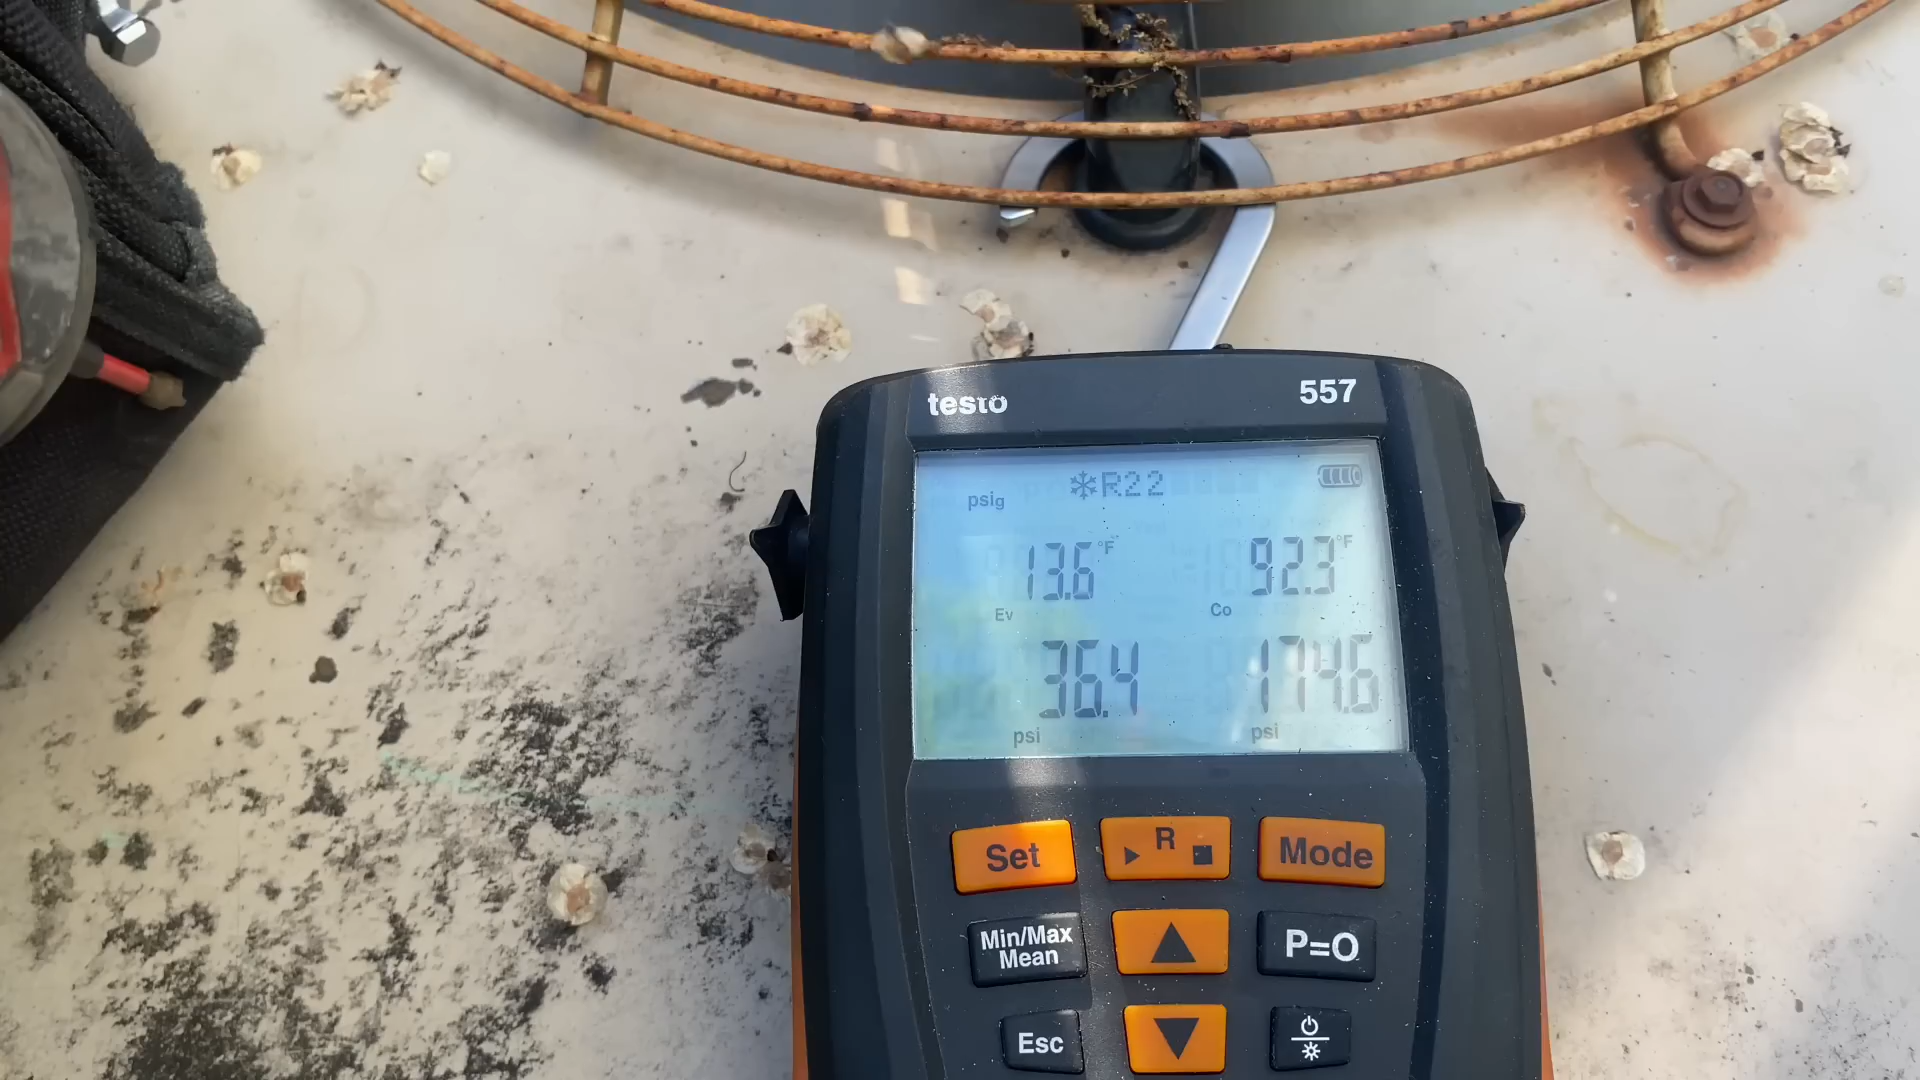 testo 557
psig R22
13.6 °F 92.3 °F
Ev Co
36.4 174.6
psi psi
Set R Mode
Min/Max
Mean
P=O
Esc